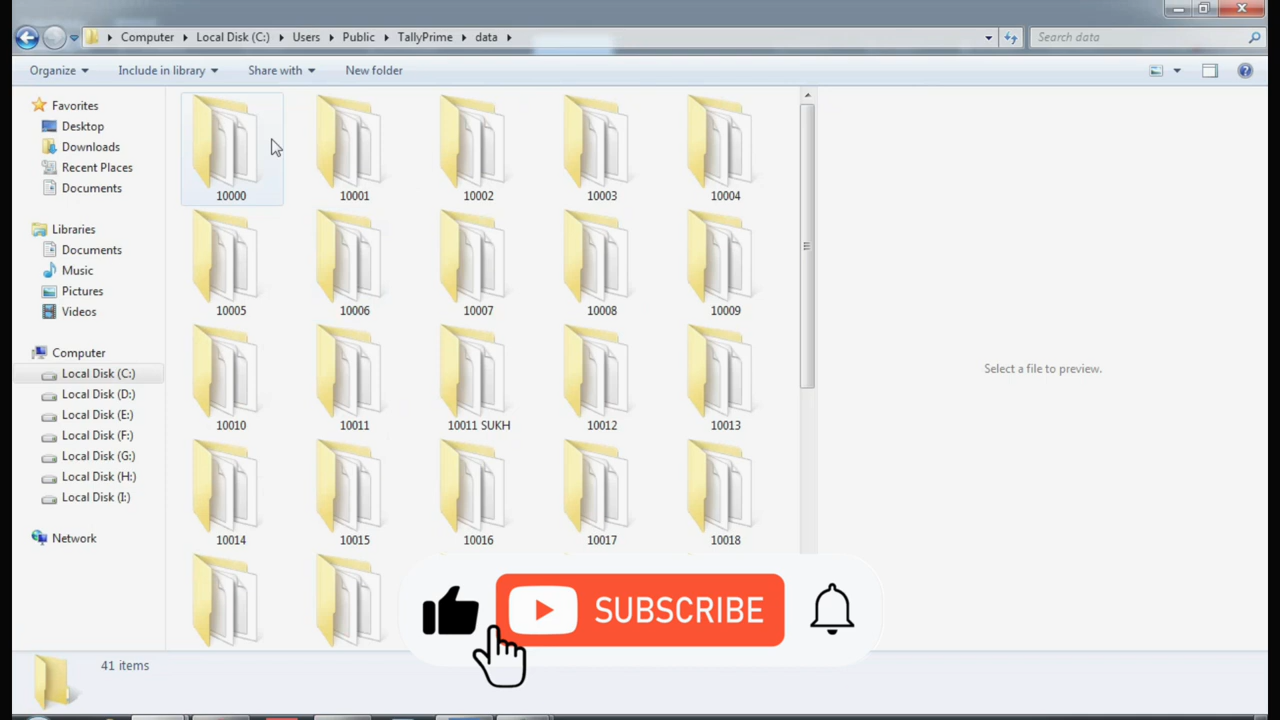 Computer ▸ Local Disk (C:) ▸ Users ▸ Public ▸ TallyPrime ▸ data ▸
Search data
Organize
Include in library
Share with
New folder
Favorites
Desktop
Downloads
Recent Places
Documents
Libraries
Documents
Music
Pictures
Videos
Computer
Local Disk (C:)
Local Disk (D:)
Local Disk (E:)
Local Disk (F:)
Local Disk (G:)
Local Disk (H:)
Local Disk (I:)
Network
10000
10001
10002
10003
10004
10005
10006
10007
10008
10009
10010
10011
10011 SUKH
10012
10013
10014
10015
10016
10017
10018
Select a file to preview.
SUBSCRIBE
41 items